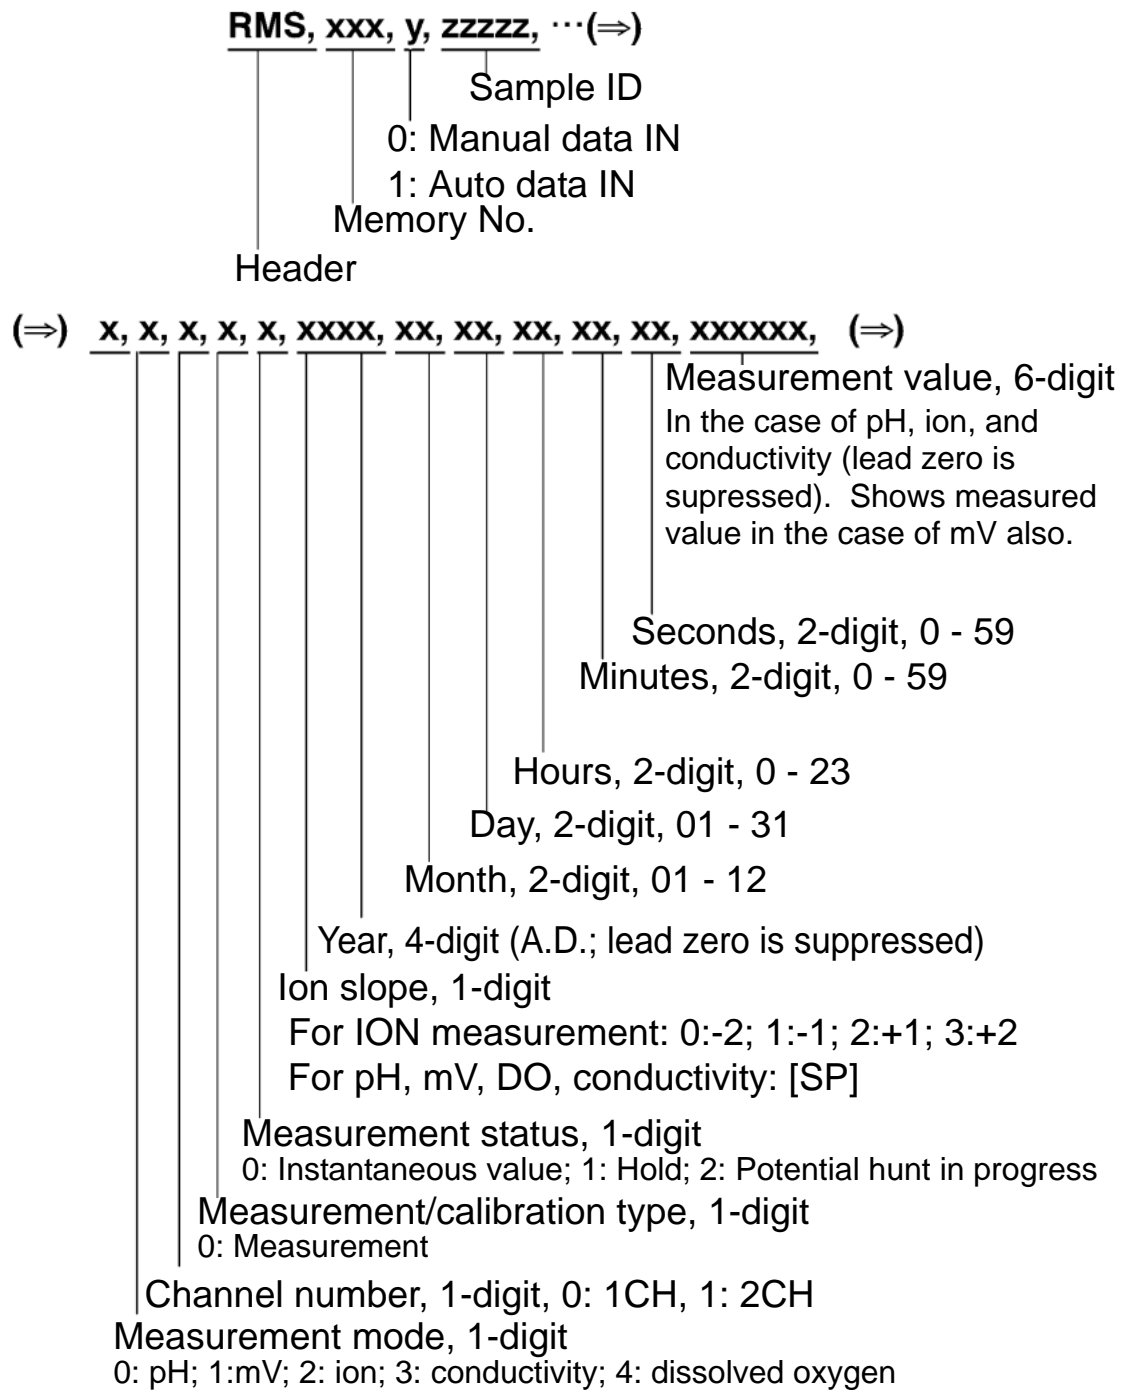 RMS, xxx, y, zzzzz, ···(⇒)
Sample ID
0: Manual data IN
1: Auto data IN
Memory No.
Header
(⇒) x, x, x, x, x, xxxx, xx, xx, xx, xx, xx, xxxxxx, (⇒)
Measurement value, 6-digit
In the case of pH, ion, and
conductivity (lead zero is
supressed). Shows measured
value in the case of mV also.
Seconds, 2-digit, 0 - 59
Minutes, 2-digit, 0 - 59
Hours, 2-digit, 0 - 23
Day, 2-digit, 01 - 31
Month, 2-digit, 01 - 12
Year, 4-digit (A.D.; lead zero is suppressed)
Ion slope, 1-digit
For ION measurement: 0:-2; 1:-1; 2:+1; 3:+2
For pH, mV, DO, conductivity: [SP]
Measurement status, 1-digit
0: Instantaneous value; 1: Hold; 2: Potential hunt in progress
Measurement/calibration type, 1-digit
0: Measurement
Channel number, 1-digit, 0: 1CH, 1: 2CH
Measurement mode, 1-digit
0: pH; 1:mV; 2: ion; 3: conductivity; 4: dissolved oxygen